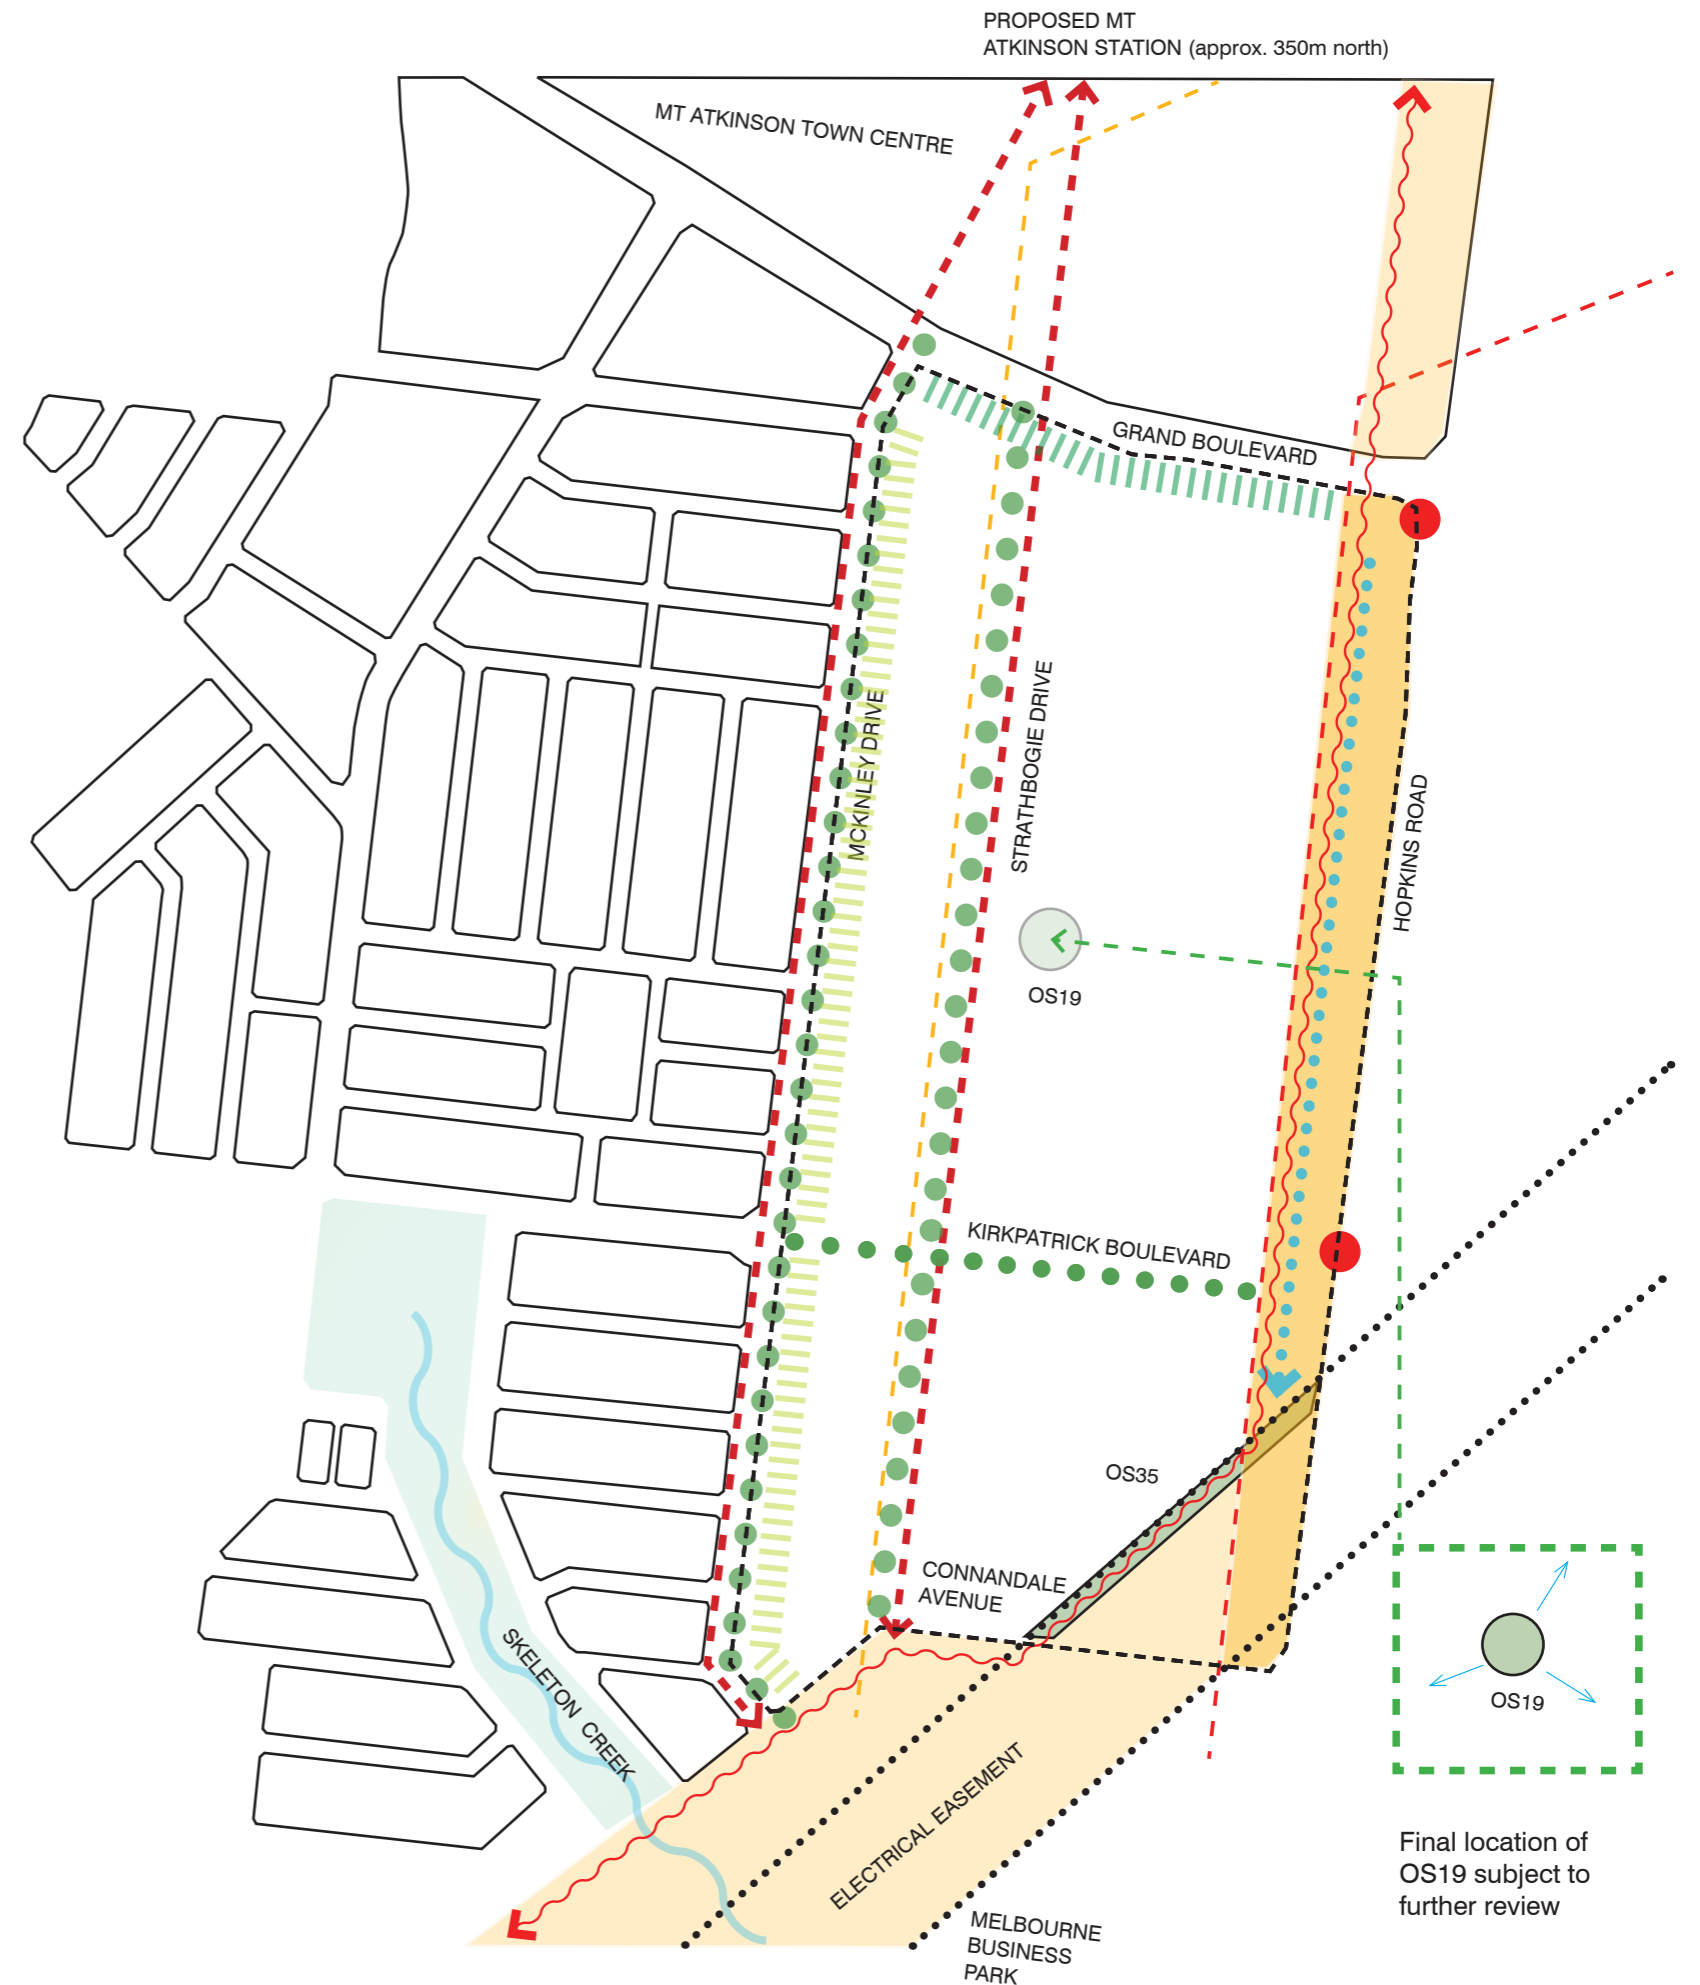 PROPOSED MT
ATKINSON STATION (approx. 350m north)
MT ATKINSON TOWN CENTRE
GRAND BOULEVARD
MCKINLEY DRIVE
STRATHBOGIE DRIVE
HOPKINS ROAD
OS19
KIRKPATRICK BOULEVARD
OS35
CONNANDALE
AVENUE
SKELETON CREEK
OS19
ELECTRICAL EASEMENT
Final location of
OS19 subject to
further review
MELBOURNE
BUSINESS
PARK